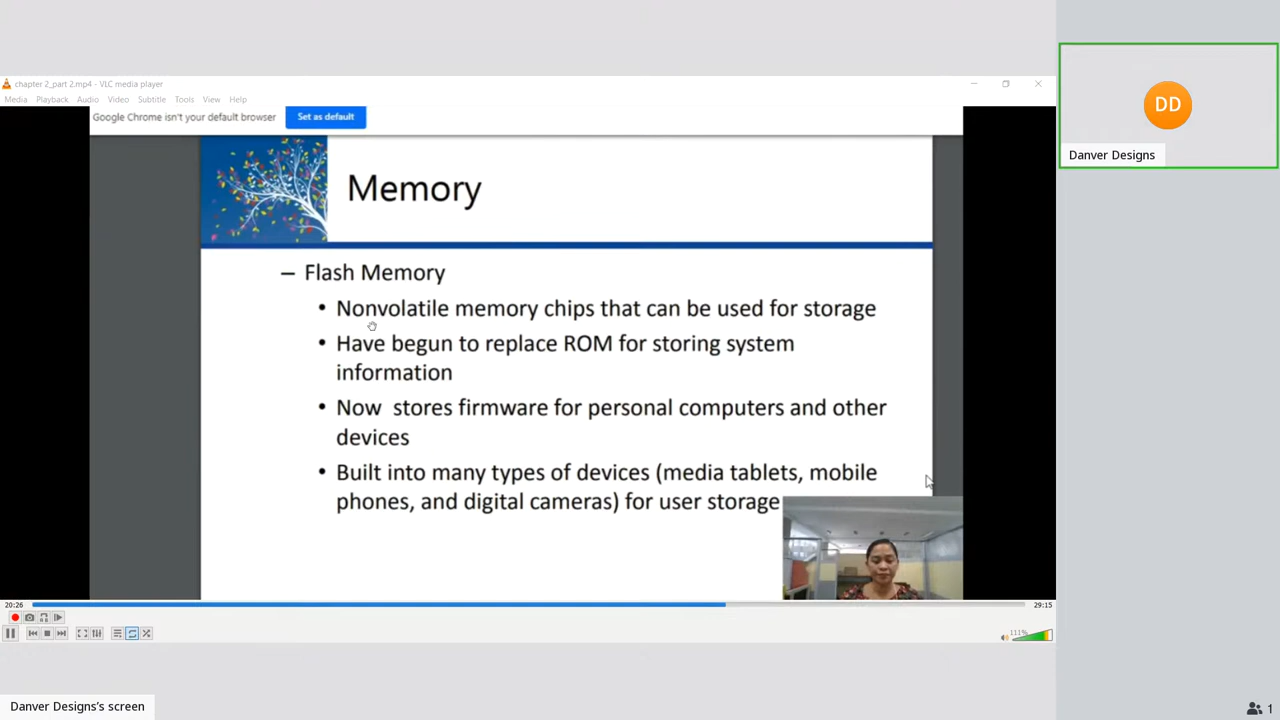 chapter 2_part 2.mp4 - VLC media player
Media Playback Audio Video Subtitle Tools View Help
Google Chrome isn't your default browser Set as default
DD
Danver Designs
Memory
– Flash Memory
• Nonvolatile memory chips that can be used for storage
• Have begun to replace ROM for storing system
information
• Now stores firmware for personal computers and other
devices
• Built into many types of devices (media tablets, mobile
phones, and digital cameras) for user storage
20:26 29:15
111%
Danver Designs's screen
1